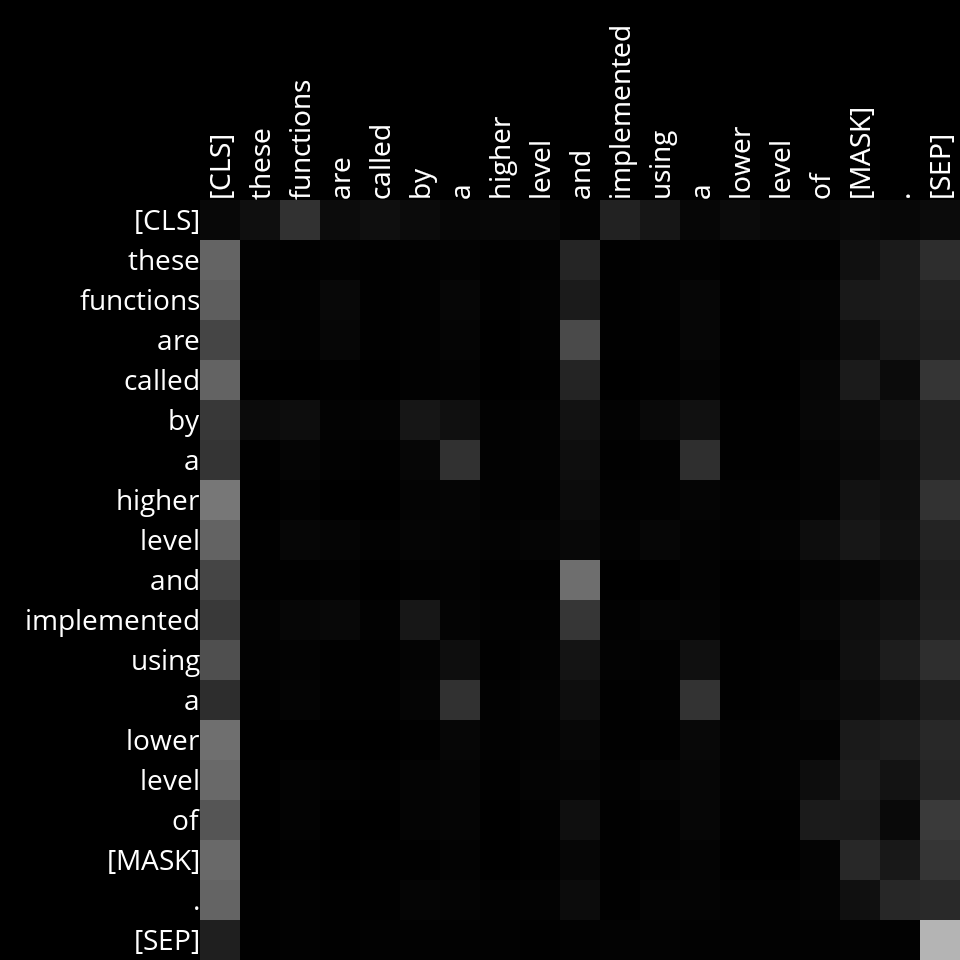 [CLS]
these
functions
are
called
by
a
higher
level
and
implemented
using
a
lower
level
of
[MASK]
.
[SEP]
[CLS]
these
functions
are
called
by
a
higher
level
and
implemented
using
a
lower
level
of
[MASK]
.
[SEP]